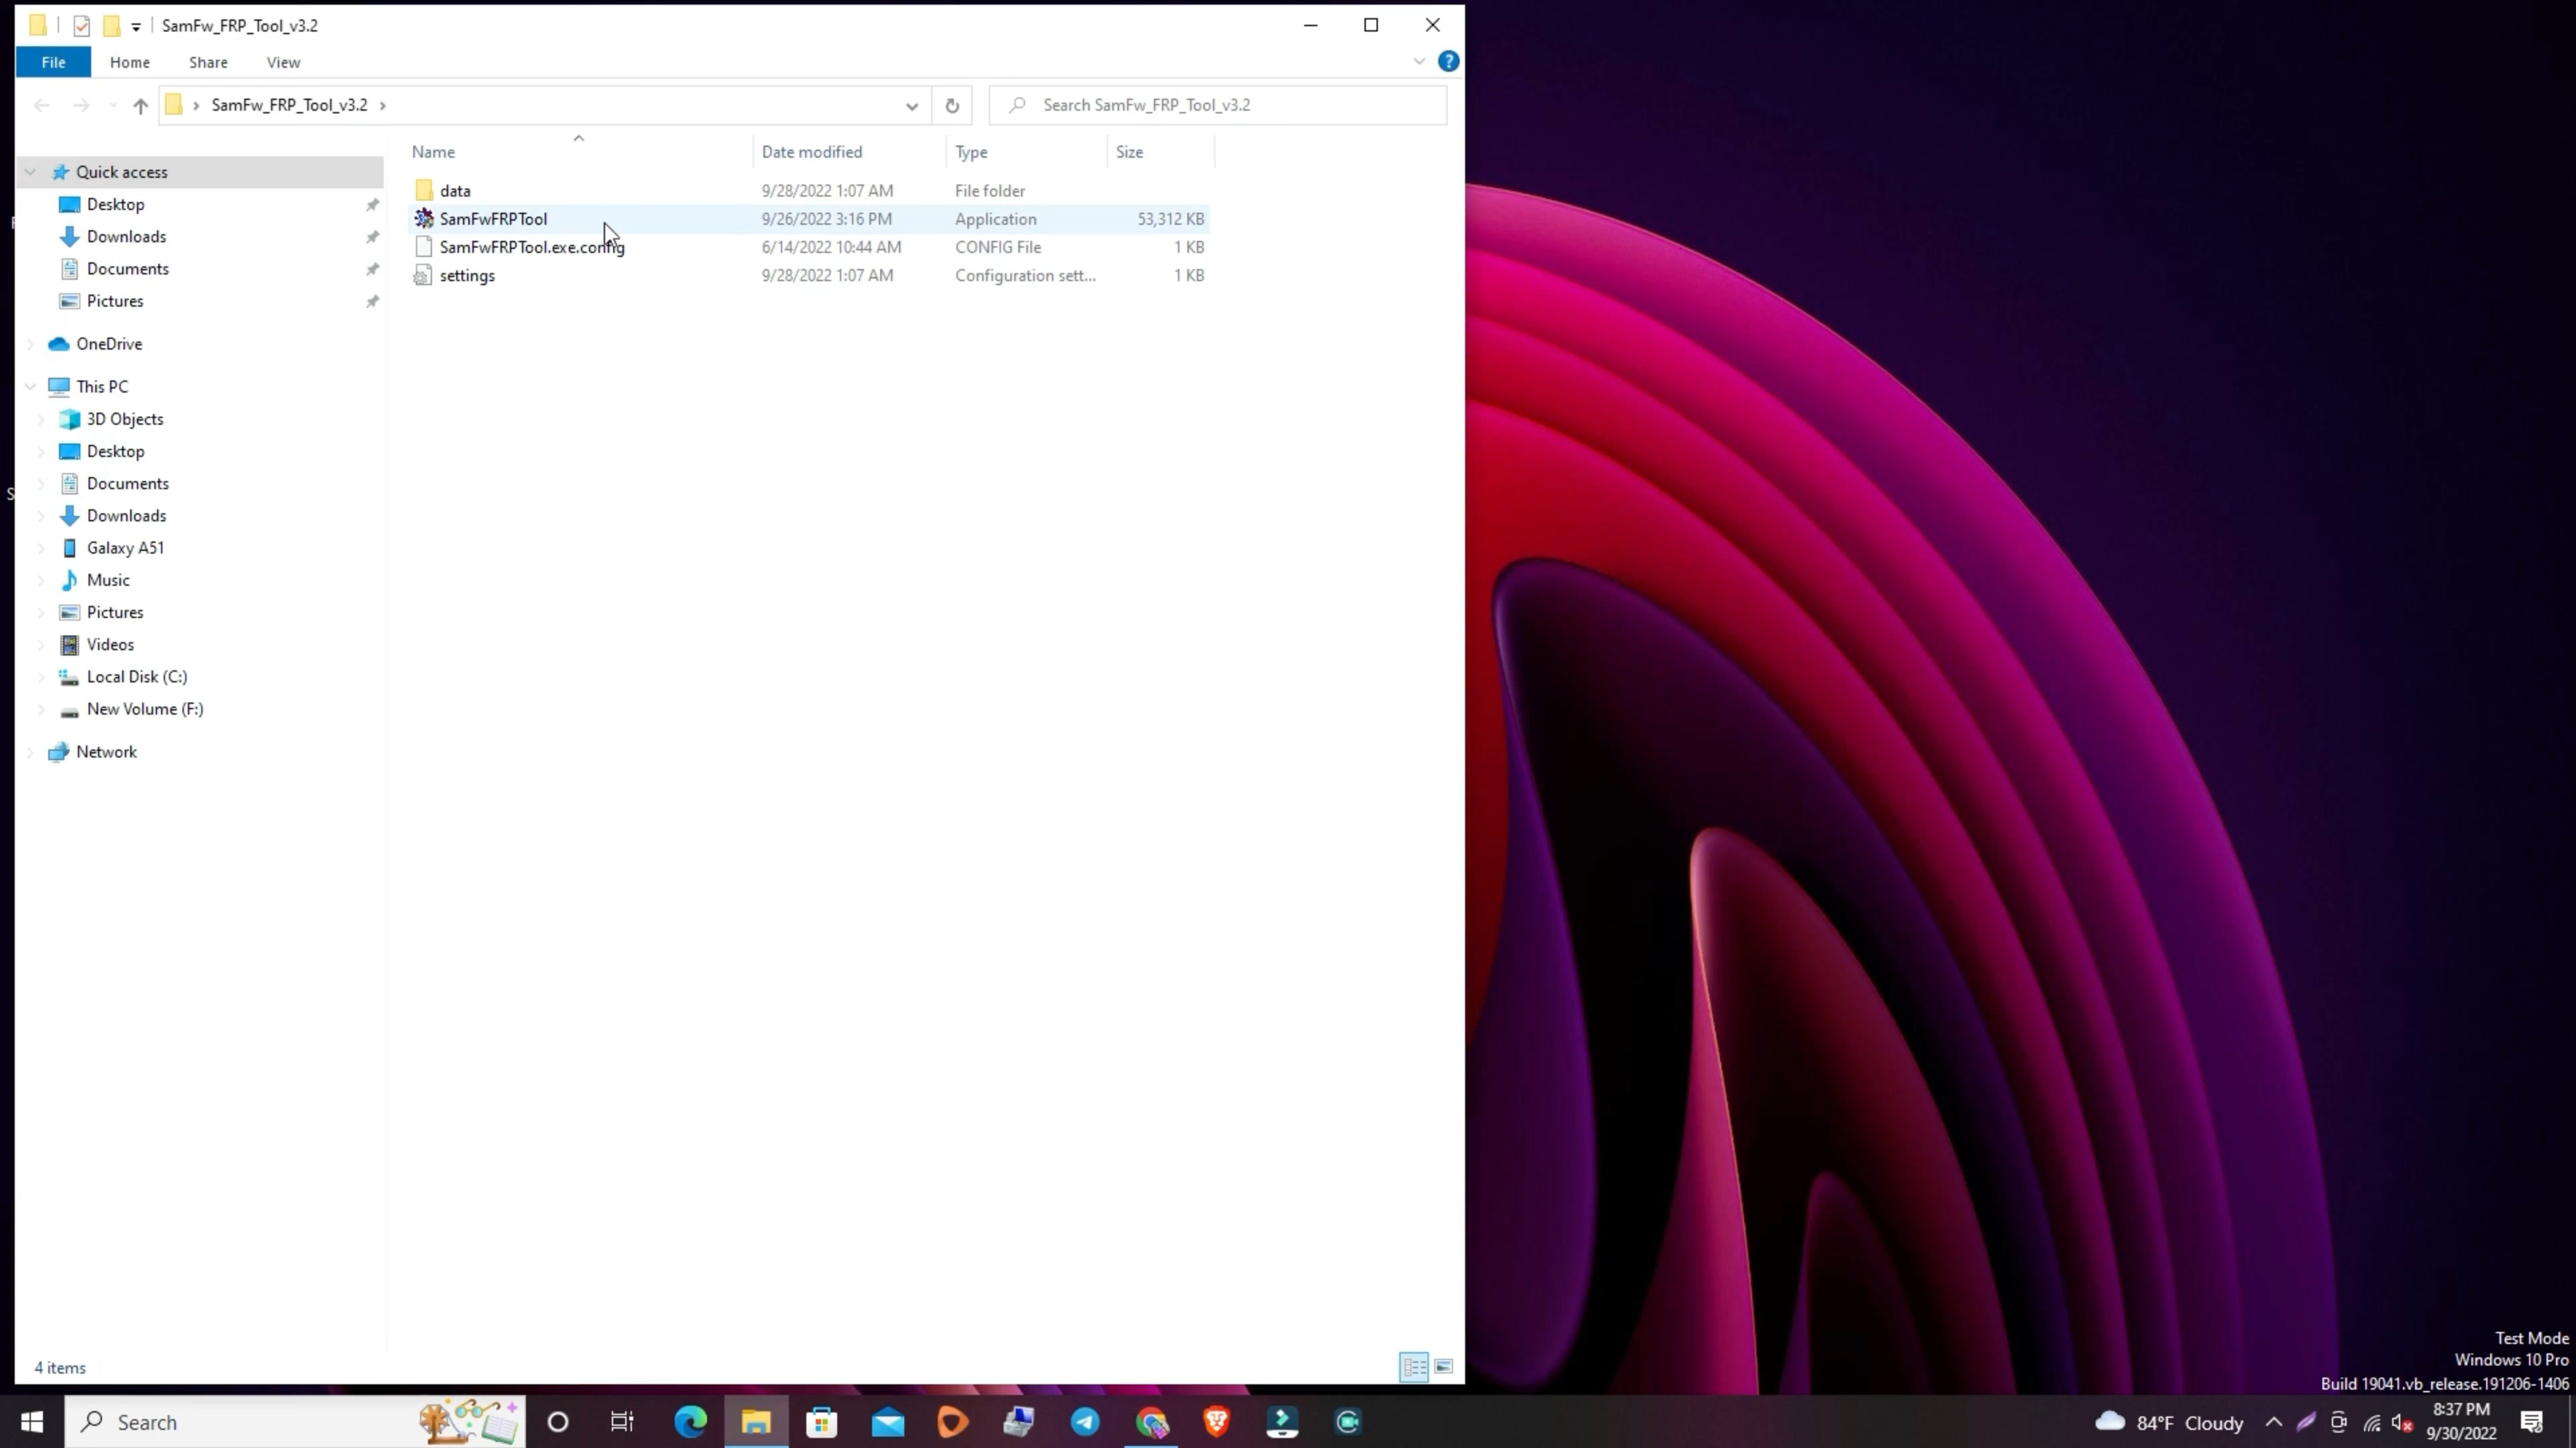 SamFw_FRP_Tool_v3.2
File Home Share View
SamFw_FRP_Tool_v3.2
Search SamFw_FRP_Tool_v3.2
Name Date modified Type Size
Quick access
Desktop
Downloads
Documents
Pictures
OneDrive
This PC
3D Objects
Desktop
Documents
Downloads
Galaxy A51
Music
Pictures
Videos
Local Disk (C:)
New Volume (F:)
Network
data 9/28/2022 1:07 AM File folder
SamFwFRPTool 9/26/2022 3:16 PM Application 53,312 KB
SamFwFRPTool.exe.config 6/14/2022 10:44 AM CONFIG File 1 KB
settings 9/28/2022 1:07 AM Configuration sett... 1 KB
4 items
Test Mode
Windows 10 Pro
Build 19041.vb_release.191206-1406
Search
84°F Cloudy
8:37 PM
9/30/2022